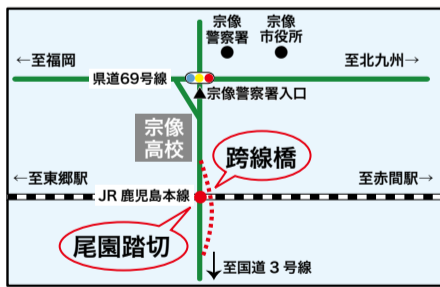 宗像
警察署
宗像
市役所
←至福岡
至北九州→
県道69号線
▲宗像警察署入口
宗像
高校
跨線橋
←至東郷駅
至赤間駅→
JR鹿児島本線
尾園踏切
↓至国道3号線